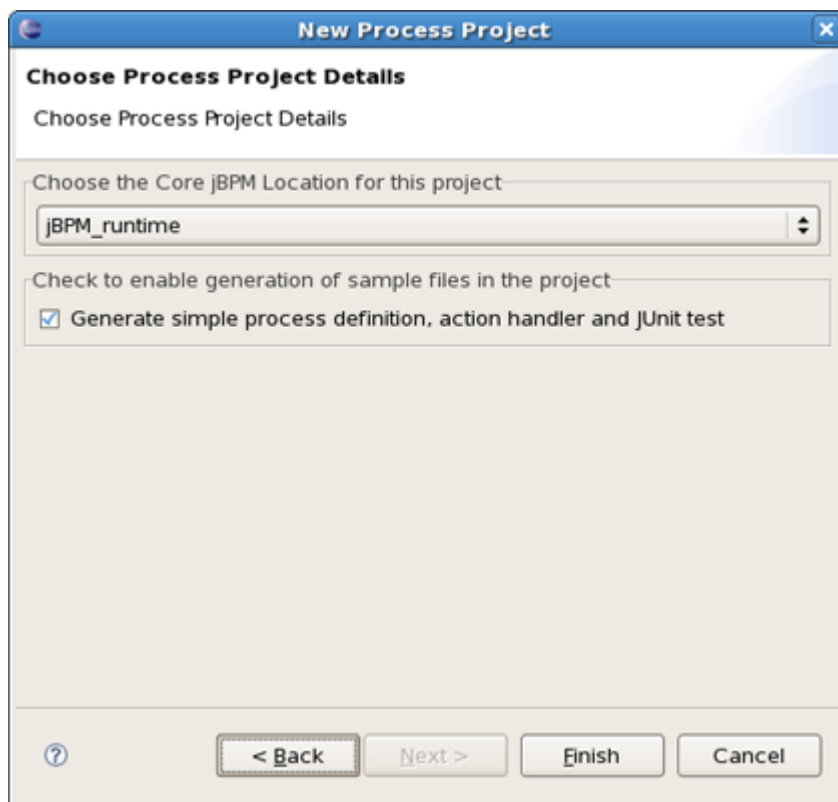 New Process Project
Choose Process Project Details
Choose Process Project Details
Choose the Core jBPM Location for this project
jBPM_runtime
Check to enable generation of sample files in the project
Generate simple process definition, action handler and JUnit test
? < Back Next > Finish Cancel